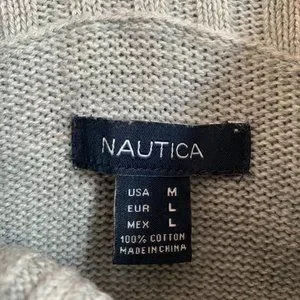 NAUTICA
USA M
EUR L
MEX L
100% COTTON
MADE IN CHINA